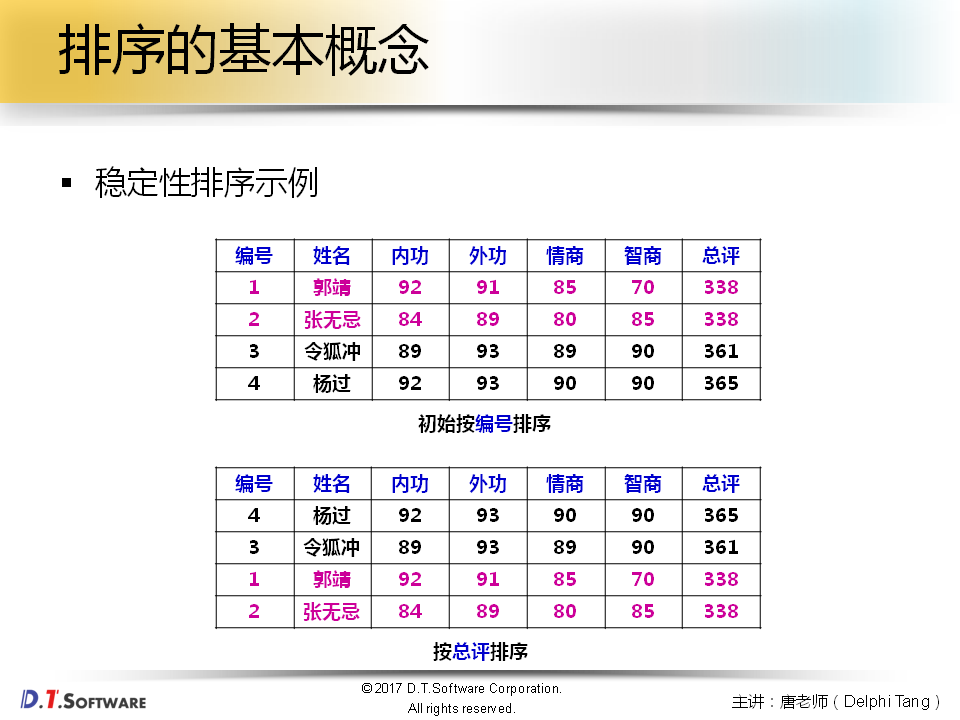 排序的基本概念
▪ 稳定性排序示例
编号 姓名 内功 外功 情商 智商 总评
1 郭靖 92 91 85 70 338
2 张无忌 84 89 80 85 338
3 令狐冲 89 93 89 90 361
4 杨过 92 93 90 90 365
初始按编号排序
编号 姓名 内功 外功 情商 智商 总评
4 杨过 92 93 90 90 365
3 令狐冲 89 93 89 90 361
1 郭靖 92 91 85 70 338
2 张无忌 84 89 80 85 338
按总评排序
D.T.SOFTWARE
©2017 D.T.Software Corporation.
All rights reserved.
主讲：唐老师（Delphi Tang）